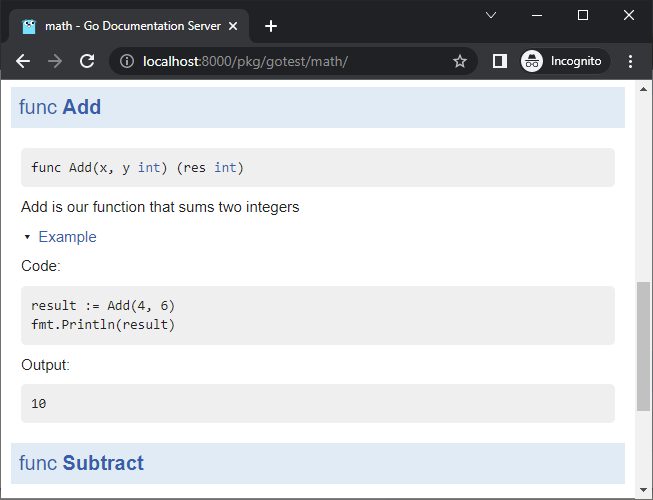 math - Go Documentation Server
localhost:8000/pkg/gotest/math/
Incognito
func Add
func Add(x, y int) (res int)
Add is our function that sums two integers
Example
Code:
result := Add(4, 6)
fmt.Println(result)
Output:
10
func Subtract